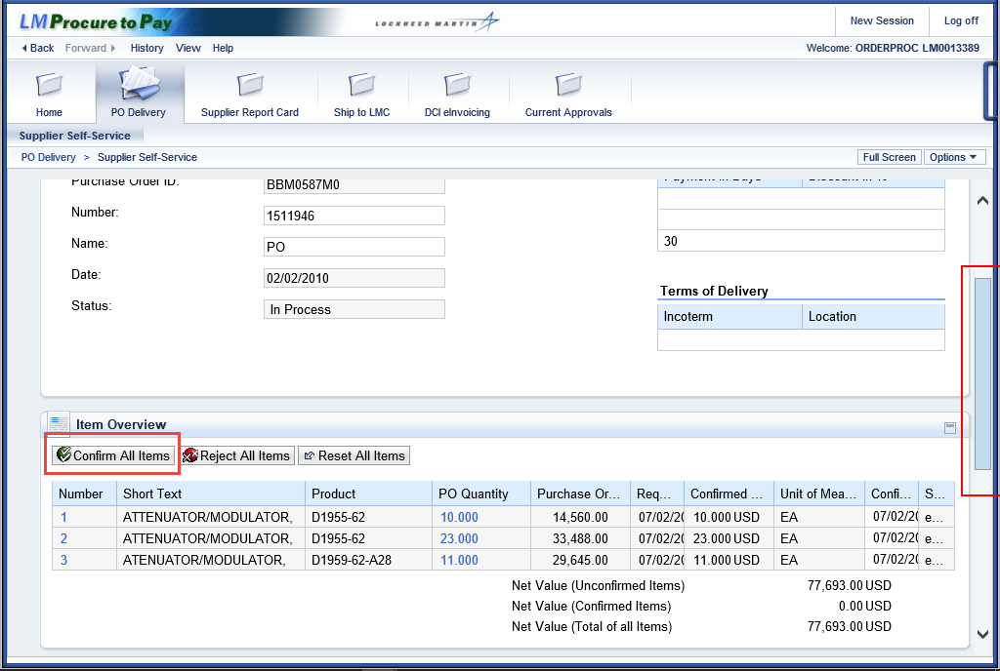 LM Procure to Pay
LOCKHEED MARTIN
New Session
Log off
Back Forward History View Help
Welcome: ORDERPROC LM0013389
Home
PO Delivery
Supplier Report Card
Ship to LMC
DCI eInvoicing
Current Approvals
Supplier Self-Service
PO Delivery > Supplier Self-Service
Full Screen
Options
Purchase Order ID: BBM0587M0
Payment in Days Discount in %
Number: 1511946
Name: PO
30
Date: 02/02/2010
Terms of Delivery
Status: In Process
Incoterm Location
Item Overview
Confirm All Items Reject All Items Reset All Items
Number Short Text Product PO Quantity Purchase Or... Req... Confirmed ... Unit of Mea... Confi... S...
1 ATTENUATOR/MODULATOR, D1955-62 10.000 14,560.00 07/02/20 10.000 USD EA 07/02/20 e...
2 ATTENUATOR/MODULATOR, D1955-62 23.000 33,488.00 07/02/20 23.000 USD EA 07/02/20 e...
3 ATENUATOR/MODULATOR, D1959-62-A28 11.000 29,645.00 07/02/20 11.000 USD EA 07/02/20 e...
Net Value (Unconfirmed Items) 77,693.00 USD
Net Value (Confirmed Items) 0.00 USD
Net Value (Total of all Items) 77,693.00 USD